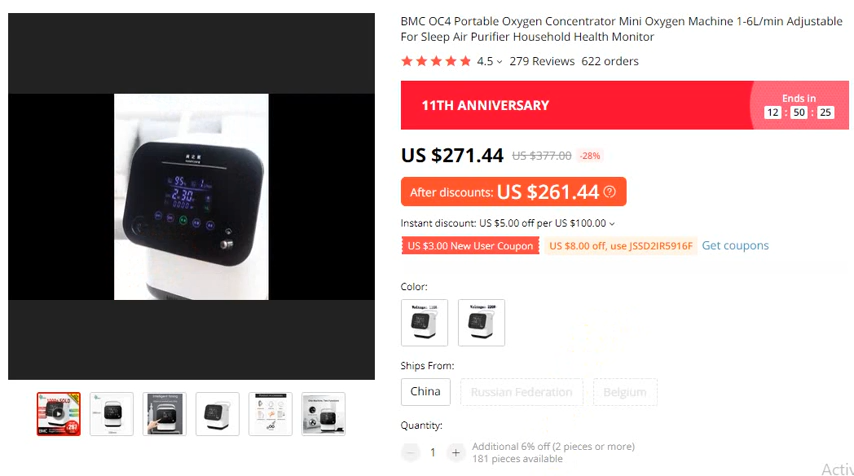 BMC OC4 Portable Oxygen Concentrator Mini Oxygen Machine 1-6L/min Adjustable
For Sleep Air Purifier Household Health Monitor
4.5 279 Reviews 622 orders
11TH ANNIVERSARY
Ends in
12 : 50 : 25
US $271.44 US $377.00 -28%
After discounts: US $261.44
Instant discount: US $5.00 off per US $100.00
US $3.00 New User Coupon US $8.00 off, use JSSD2IR5916F Get coupons
Color:
Ships From:
China Russian Federation Belgium
Quantity:
1
Additional 6% off (2 pieces or more)
181 pieces available
Activ